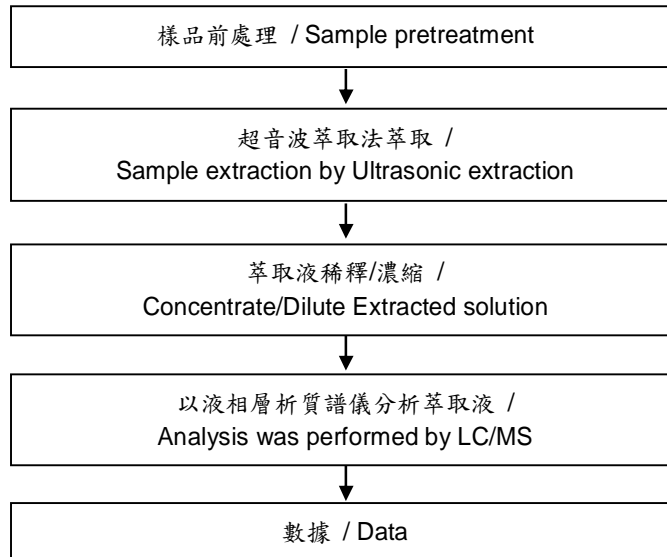 樣品前處理 / Sample pretreatment
超音波萃取法萃取 /
Sample extraction by Ultrasonic extraction
萃取液稀釋/濃縮 /
Concentrate/Dilute Extracted solution
以液相層析質譜儀分析萃取液 /
Analysis was performed by LC/MS
數據 / Data